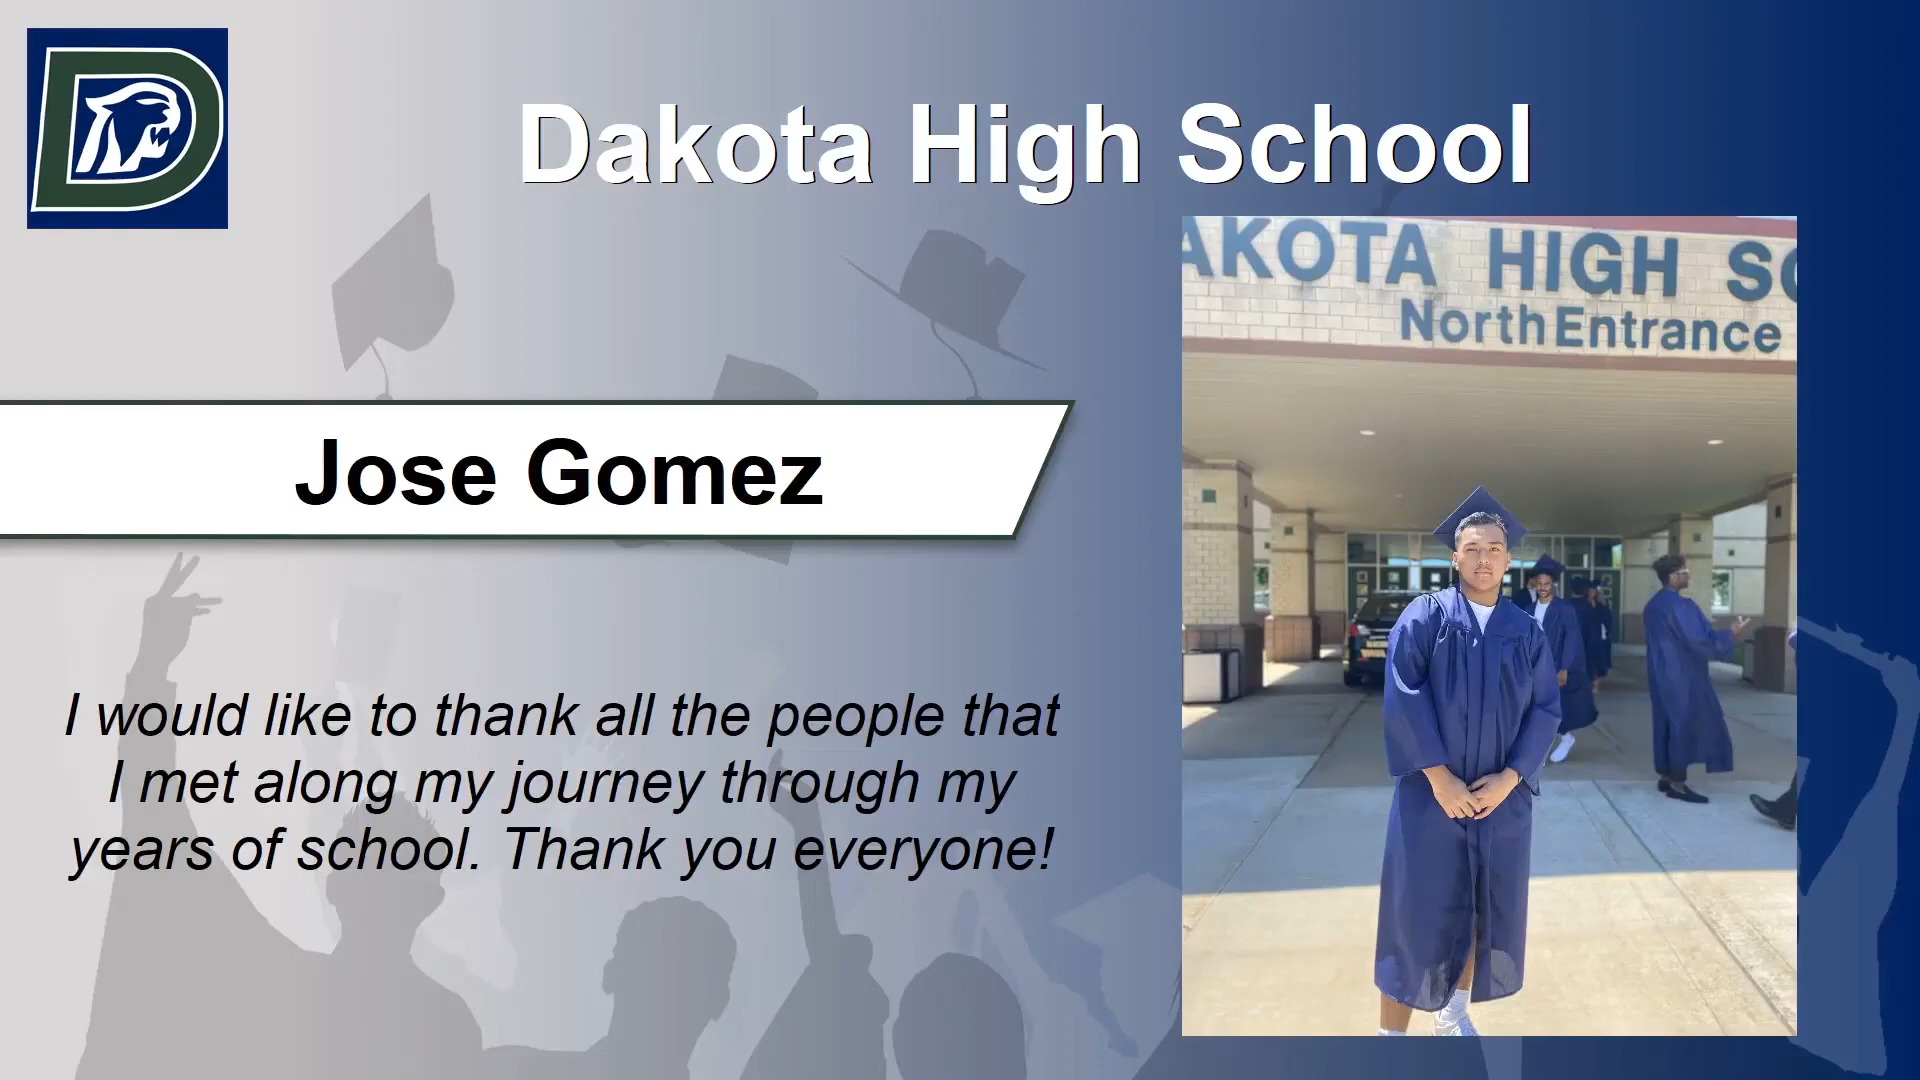 D
Dakota High School
AKOTA HIGH SC
North Entrance
Jose Gomez
I would like to thank all the people that
I met along my journey through my
years of school. Thank you everyone!